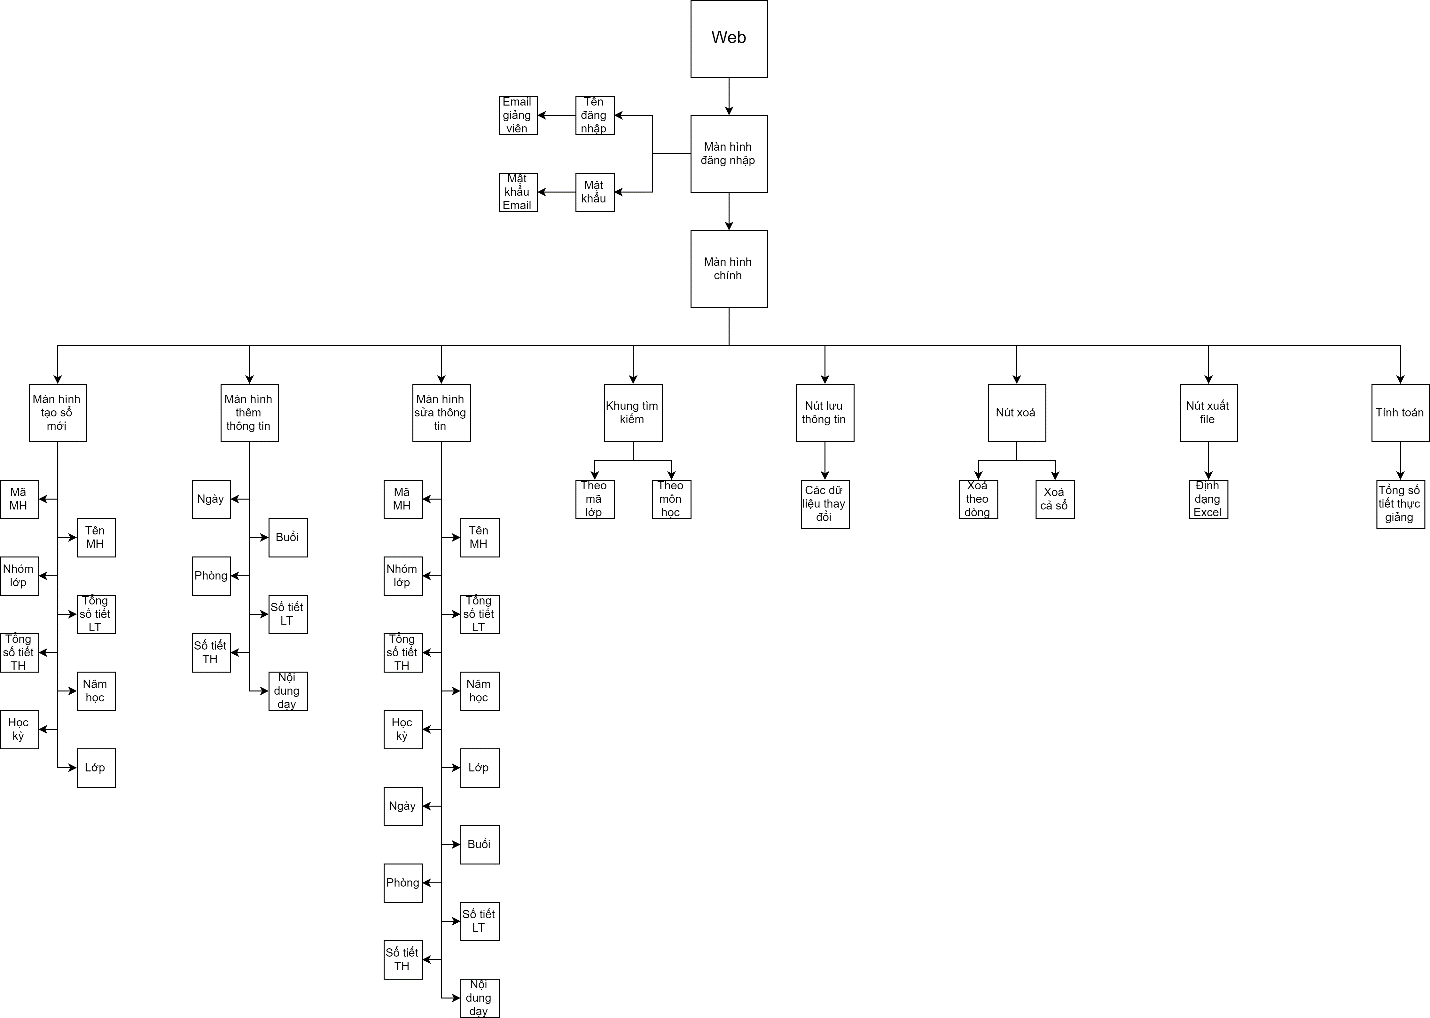 Web
Email
giảng
viên
Tên
đăng
nhập
Màn hình
đăng nhập
Mật
khẩu
Email
Mật
khẩu
Màn hình
chính
Màn hình
tạo sổ
mới
Màn hình
thêm
thông tin
Màn hình
sửa thông
tin
Khung tìm
kiếm
Nút lưu
thông tin
Nút xoá
Nút xuất
file
Tính toán
Mã
MH
Tên
MH
Nhóm
lớp
Tổng
số tiết
LT
Tổng
số tiết
TH
Năm
học
Học
kỳ
Lớp
Ngày
Buổi
Phòng
Số tiết
LT
Số tiết
TH
Nội
dung
dạy
Mã
MH
Tên
MH
Nhóm
lớp
Tổng
số tiết
LT
Tổng
số tiết
TH
Năm
học
Học
kỳ
Lớp
Ngày
Buổi
Phòng
Số tiết
LT
Số tiết
TH
Nội
dung
dạy
Theo
mã
lớp
Theo
môn
học
Các dữ
liệu thay
đổi
Xoá
theo
dòng
Xoá
cả sổ
Định
dạng
Excel
Tổng số
tiết thực
giảng